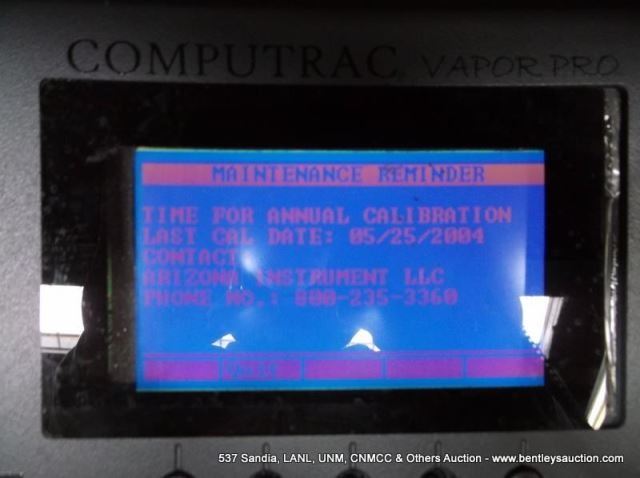 COMPUTRAC VAPOR PRO
MAINTENANCE REMINDER
TIME FOR ANNUAL CALIBRATION
LAST CAL DATE: 05/25/2004
CONTACT
ARIZONA INSTRUMENT LLC
PHONE NO.: 800-235-3360
537 Sandia, LANL, UNM, CNMCC & Others Auction - www.bentleysauction.com